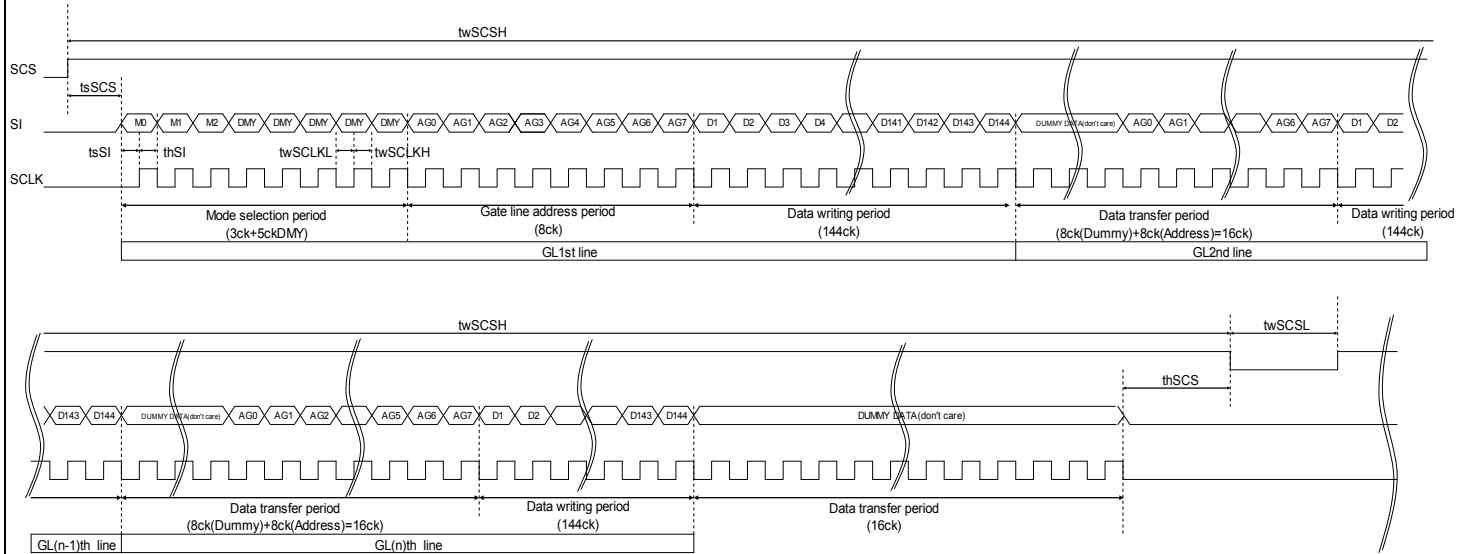 twSCSH
SCS
tsSCS
SI M0 M1 M2 DMY DMY DMY DMY DMY AG0 AG1 AG2 AG3 AG4 AG5 AG6 AG7 D1 D2 D3 D4 D141 D142 D143 D144 DUMMY DATA(don't care) AG0 AG1 AG6 AG7 D1 D2
tsSI thSI twSCLKL twSCLKH
SCLK
Mode selection period Gate line address period Data writing period Data transfer period Data writing period
(3ck+5ckDMY) (8ck) (144ck) (8ck(Dummy)+8ck(Address)=16ck) (144ck)
GL1st line GL2nd line
twSCSH twSCSL
thSCS
D143 D144 DUMMY DATA(don't care) AG0 AG1 AG2 AG5 AG6 AG7 D1 D2 D143 D144 DUMMY DATA(don't care)
Data transfer period Data writing period Data transfer period
(8ck(Dummy)+8ck(Address)=16ck) (144ck) (16ck)
GL(n-1)th line GL(n)th line